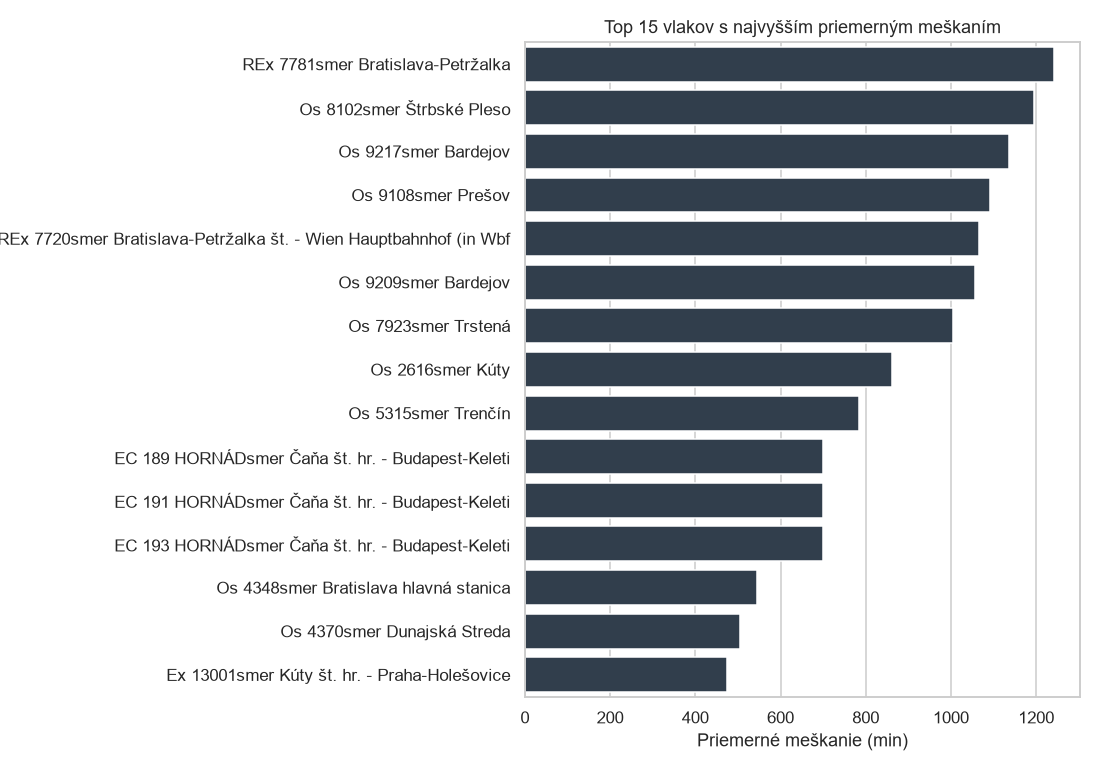 Top 15 vlakov s najvyšším priemerným meškaním
REx 7781smer Bratislava-Petržalka
Os 8102smer Štrbské Pleso
Os 9217smer Bardejov
Os 9108smer Prešov
REx 7720smer Bratislava-Petržalka št. - Wien Hauptbahnhof (in Wbf
Os 9209smer Bardejov
Os 7923smer Trstená
Os 2616smer Kúty
Os 5315smer Trenčín
EC 189 HORNÁDsmer Čaňa št. hr. - Budapest-Keleti
EC 191 HORNÁDsmer Čaňa št. hr. - Budapest-Keleti
EC 193 HORNÁDsmer Čaňa št. hr. - Budapest-Keleti
Os 4348smer Bratislava hlavná stanica
Os 4370smer Dunajská Streda
Ex 13001smer Kúty št. hr. - Praha-Holešovice
0 200 400 600 800 1000 1200
Priemerné meškanie (min)